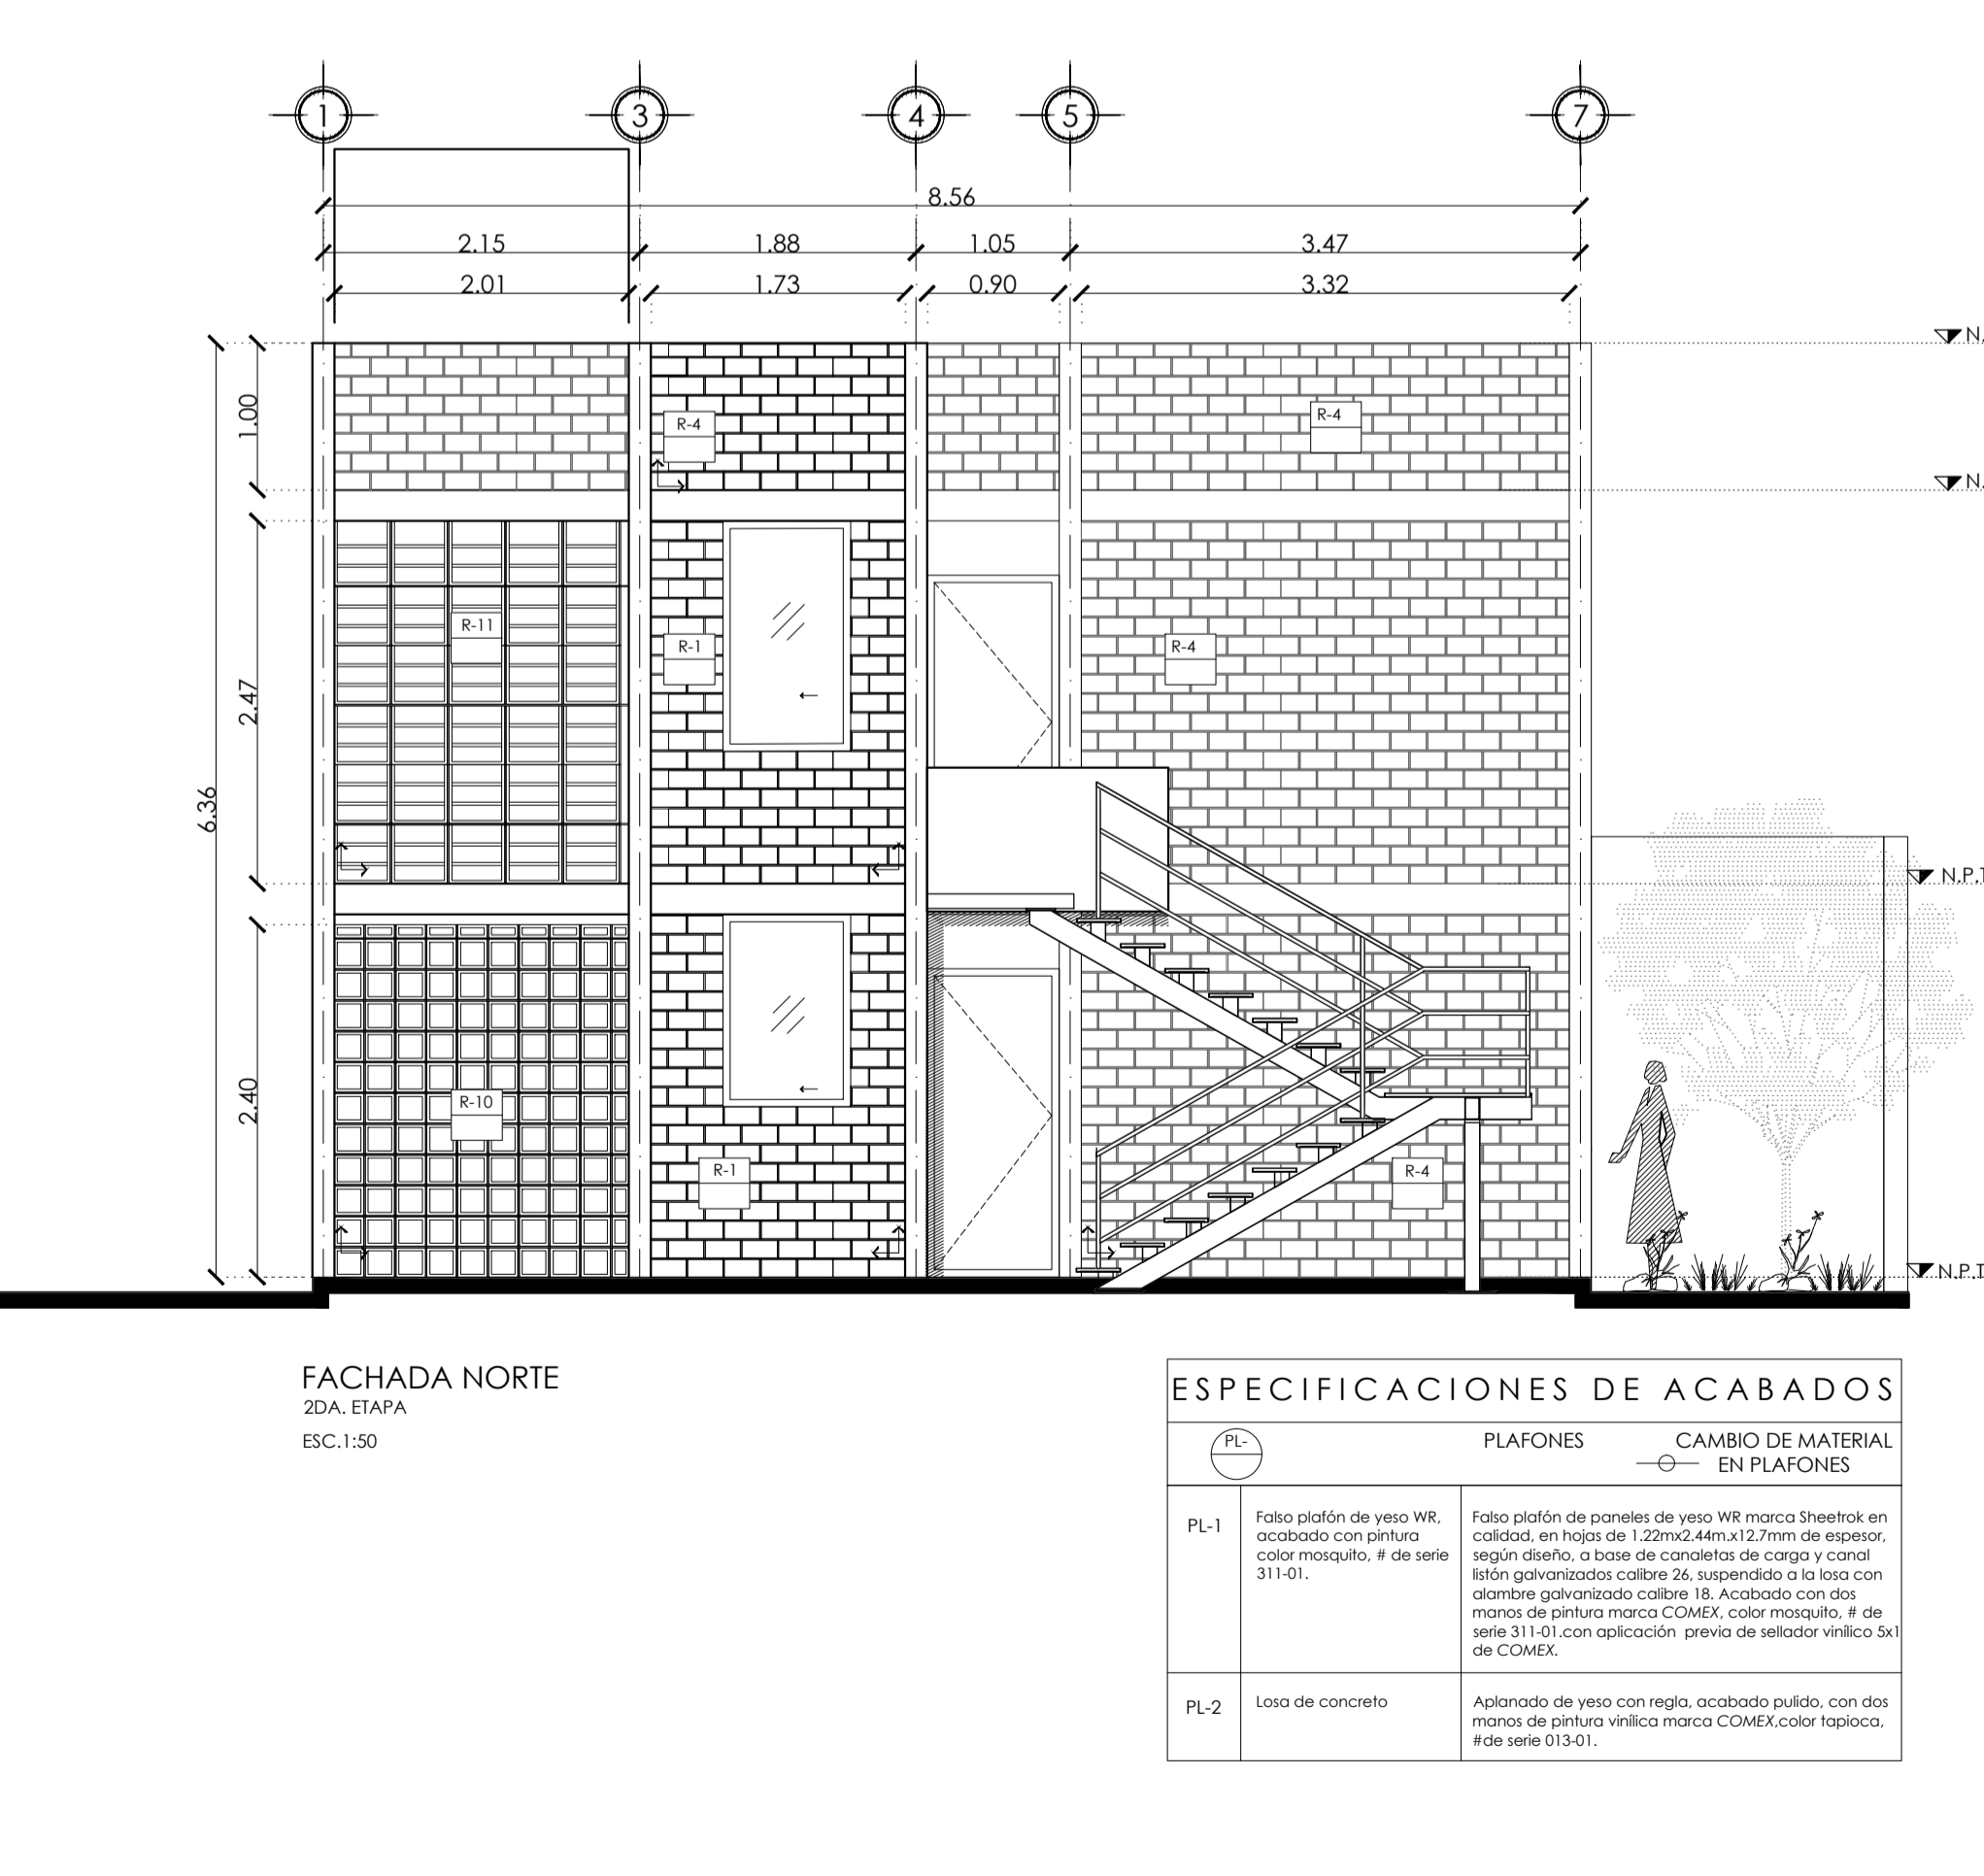 1 3 4 5 7
8.56
2.15 1.88 1.05 3.47
2.01 1.73 0.90 3.32
N.
1.00
R-4
R-4
N.
R-11
R-1
R-4
2.47
6.36
N.P.T
2.40
R-10
R-1
R-4
N.P.T
FACHADA NORTE
2DA. ETAPA
ESC.1:50
ESPECIFICACIONES DE ACABADOS
PL-
PLAFONES
CAMBIO DE MATERIAL
EN PLAFONES
PL-1
Falso plafón de yeso WR,
acabado con pintura
color mosquito, # de serie
311-01.
Falso plafón de paneles de yeso WR marca Sheetrok en
calidad, en hojas de 1.22mx2.44m.x12.7mm de espesor,
según diseño, a base de canaletas de carga y canal
listón galvanizados calibre 26, suspendido a la losa con
alambre galvanizado calibre 18. Acabado con dos
manos de pintura marca COMEX, color mosquito, # de
serie 311-01.con aplicación previa de sellador vinílico 5x1
de COMEX.
PL-2
Losa de concreto
Aplanado de yeso con regla, acabado pulido, con dos
manos de pintura vinílica marca COMEX,color tapioca,
#de serie 013-01.